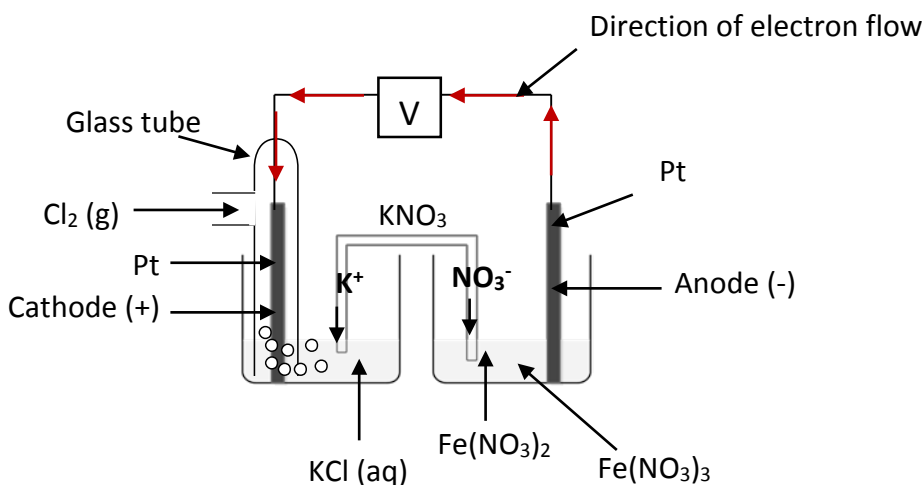 Direction of electron flow
V
Glass tube
Pt
Cl₂ (g)
KNO₃
Pt
K⁺
NO₃⁻
Anode (-)
Cathode (+)
Fe(NO₃)₂
KCl (aq)
Fe(NO₃)₃